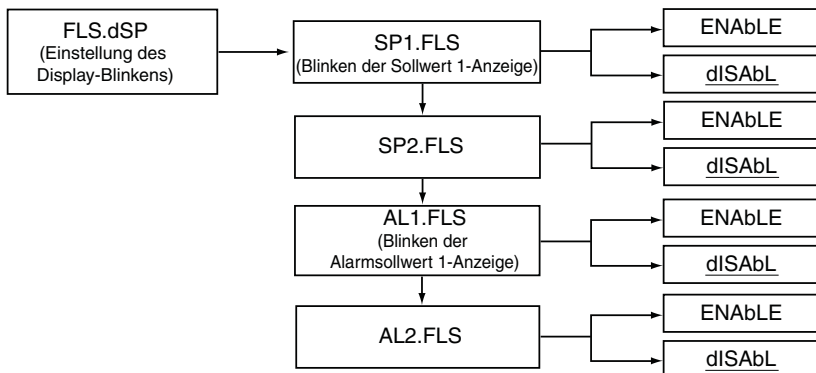 FLS.dSP
(Einstellung des
Display-Blinkens)
SP1.FLS
(Blinken der Sollwert 1-Anzeige)
ENAbLE
dISAbL
SP2.FLS
ENAbLE
dISAbL
AL1.FLS
(Blinken der
Alarmsollwert 1-Anzeige)
ENAbLE
dISAbL
AL2.FLS
ENAbLE
dISAbL